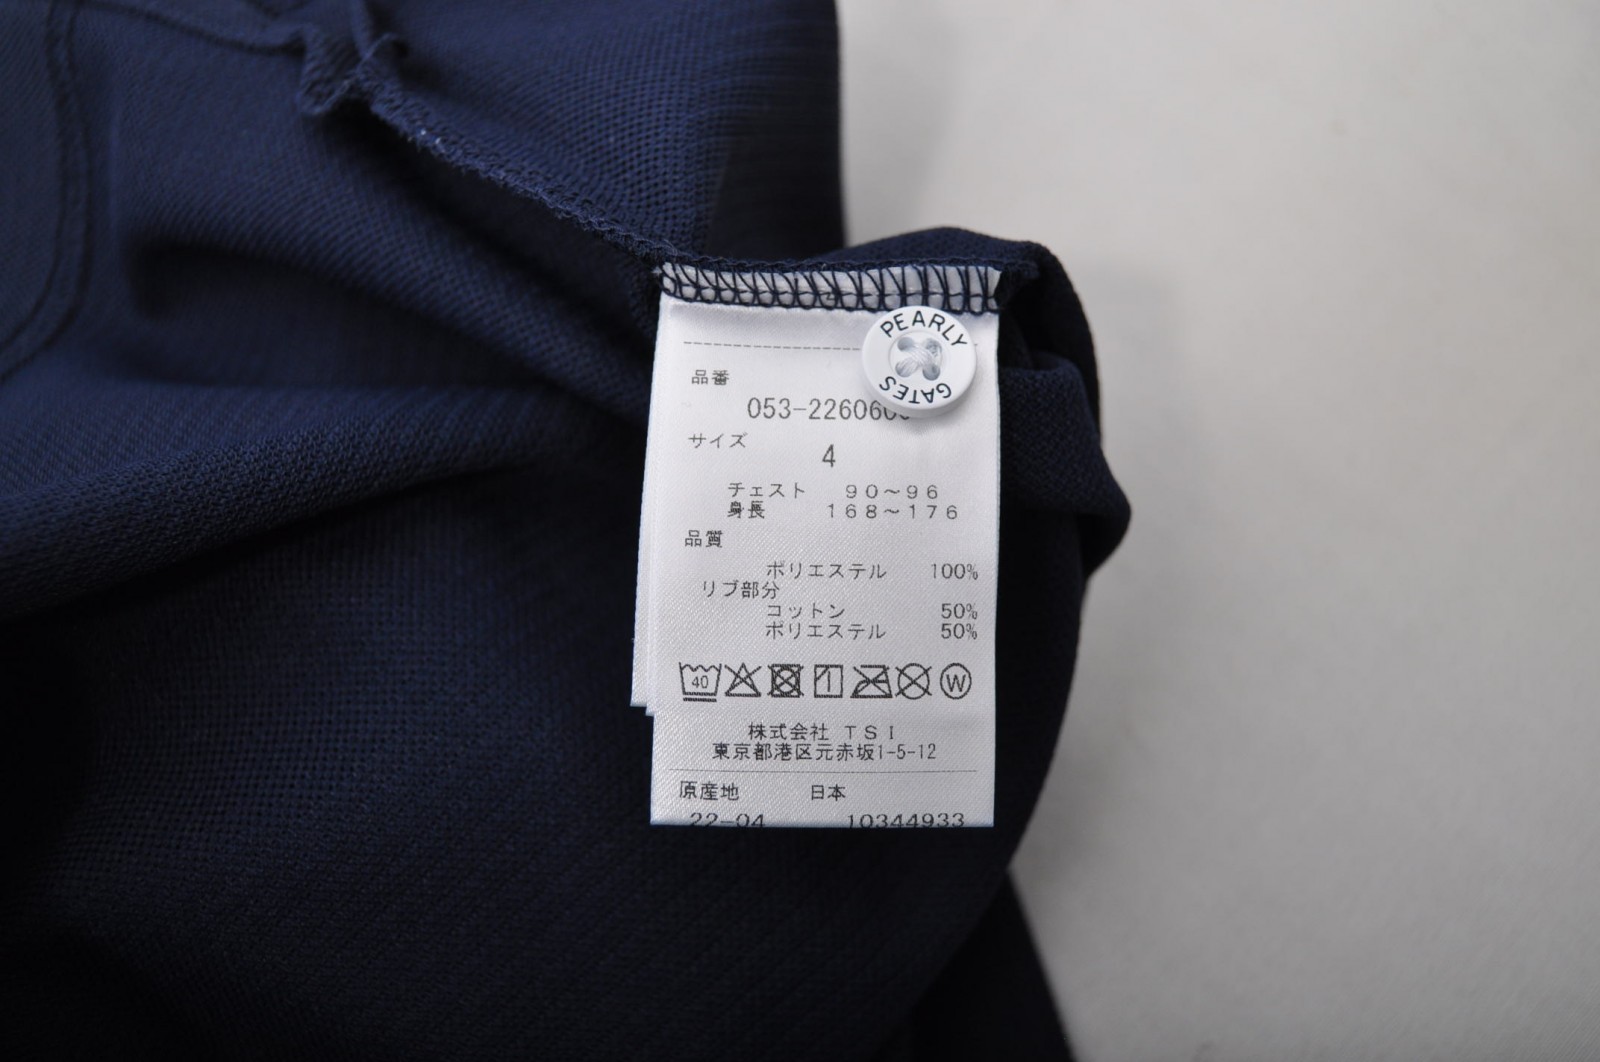 PEARLY
GATES
品番
053-22606
サイズ
4
チェスト 90~96
身長 168~176
品質
ポリエステル 100%
リブ部分
コットン 50%
ポリエステル 50%
40 W
株式会社 TSI
東京都港区元赤坂1-5-12
原産地 日本
22-04 10344933